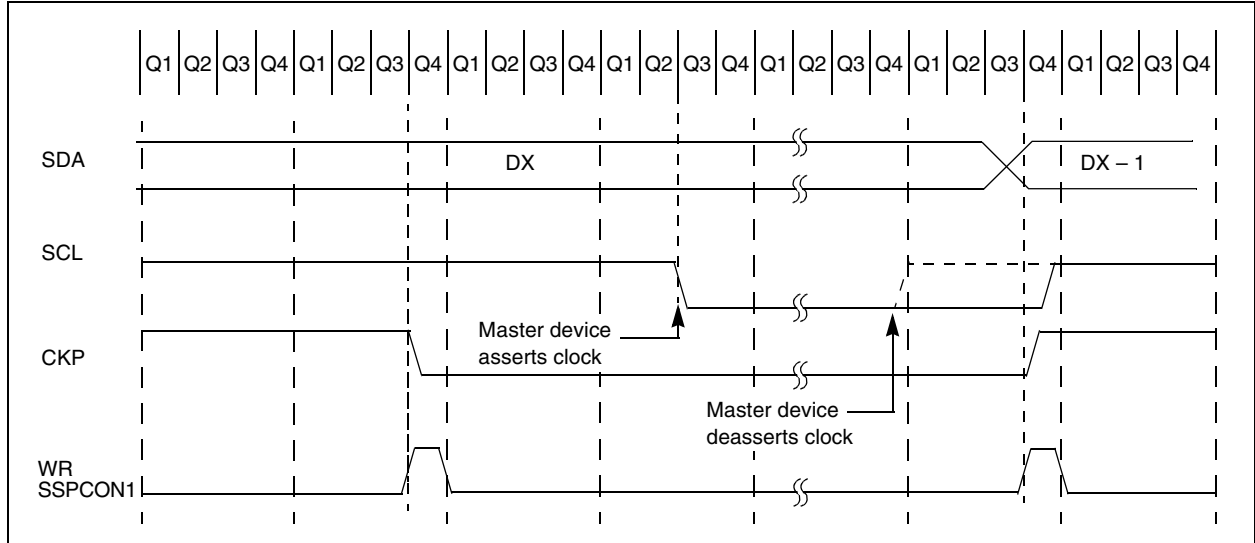 Q1 Q2 Q3 Q4 Q1 Q2 Q3 Q4 Q1 Q2 Q3 Q4 Q1 Q2 Q3 Q4 Q1 Q2 Q3 Q4 Q1 Q2 Q3 Q4 Q1 Q2 Q3 Q4
SDA
DX
DX – 1
SCL
Master device
asserts clock
CKP
Master device
deasserts clock
WR
SSPCON1